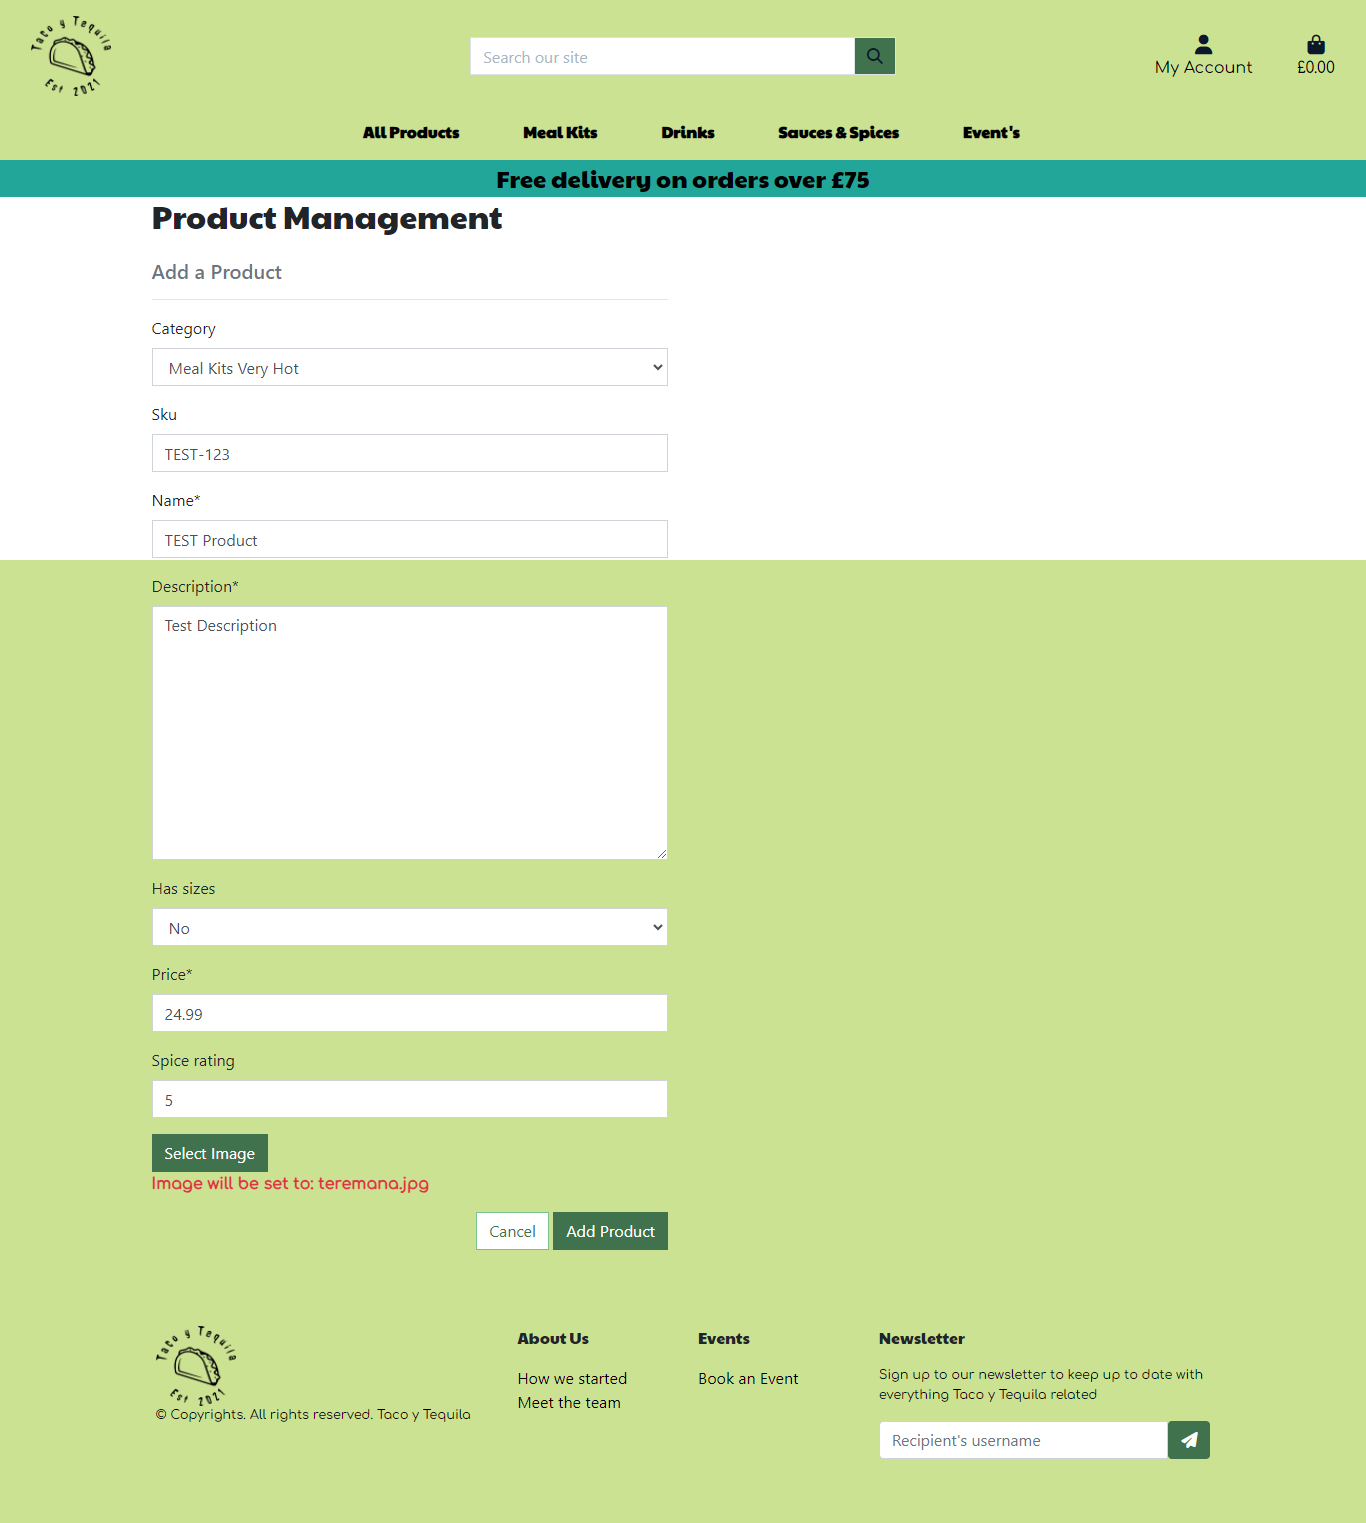 Taco y Tequila
Est 2021
Search our site
My Account
£0.00
All Products
Meal Kits
Drinks
Sauces & Spices
Event's
Free delivery on orders over £75
Product Management
Add a Product
Category
Meal Kits Very Hot
Sku
TEST-123
Name*
TEST Product
Description*
Test Description
Has sizes
No
Price*
24.99
Spice rating
5
Select Image
Image will be set to: teremana.jpg
Cancel
Add Product
Taco y Tequila
Est 2021
© Copyrights. All rights reserved. Taco y Tequila
About Us
How we started
Meet the team
Events
Book an Event
Newsletter
Sign up to our newsletter to keep up to date with
everything Taco y Tequila related
Recipient's username